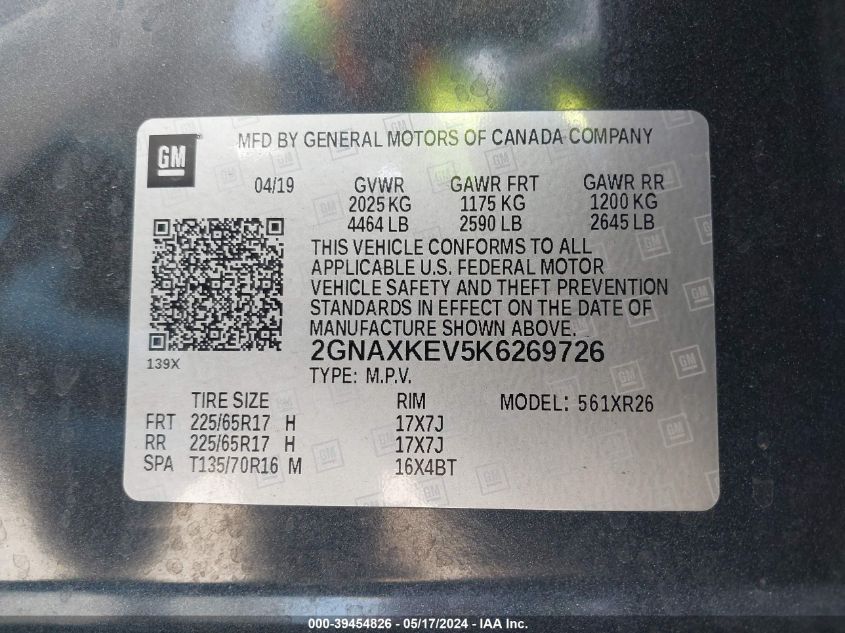 GM
MFD BY GENERAL MOTORS OF CANADA COMPANY
04/19 GVWR GAWR FRT GAWR RR
2025 KG 1175 KG 1200 KG
4464 LB 2590 LB 2645 LB
THIS VEHICLE CONFORMS TO ALL
APPLICABLE U.S. FEDERAL MOTOR
VEHICLE SAFETY AND THEFT PREVENTION
STANDARDS IN EFFECT ON THE DATE OF
MANUFACTURE SHOWN ABOVE.
2GNAXKEV5K6269726
139X
TYPE: M.P.V.
TIRE SIZE RIM MODEL: 561XR26
FRT 225/65R17 H 17X7J
RR 225/65R17 H 17X7J
SPA T135/70R16 M 16X4BT
000-39454826 - 05/17/2024 - IAA Inc.